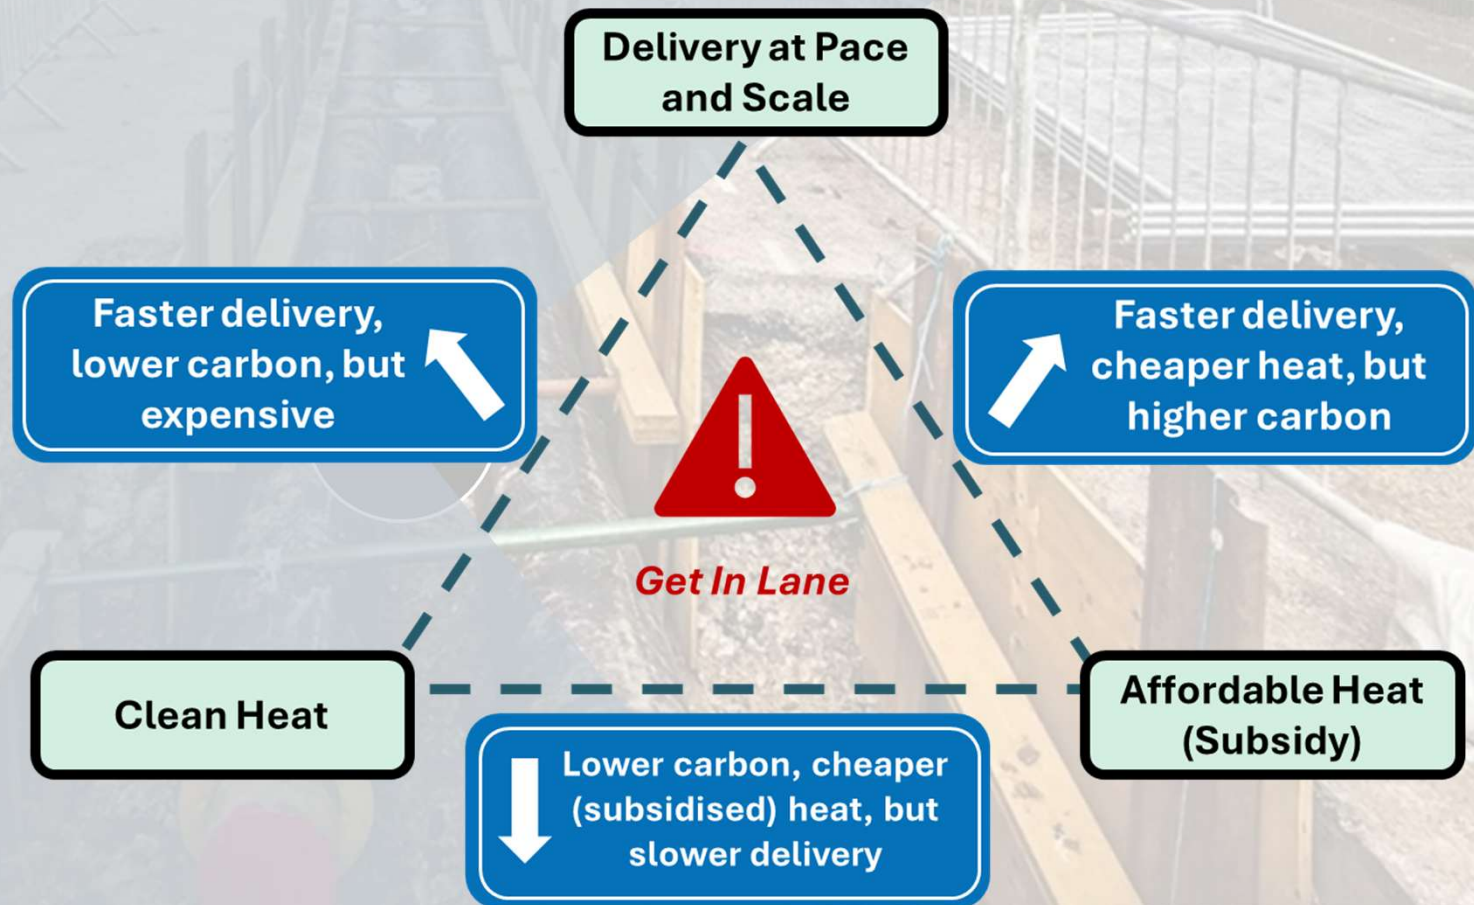 Delivery at Pace
and Scale
Faster delivery,
lower carbon, but
expensive
Faster delivery,
cheaper heat, but
higher carbon
Get In Lane
Clean Heat
Affordable Heat
(Subsidy)
Lower carbon, cheaper
(subsidised) heat, but
slower delivery